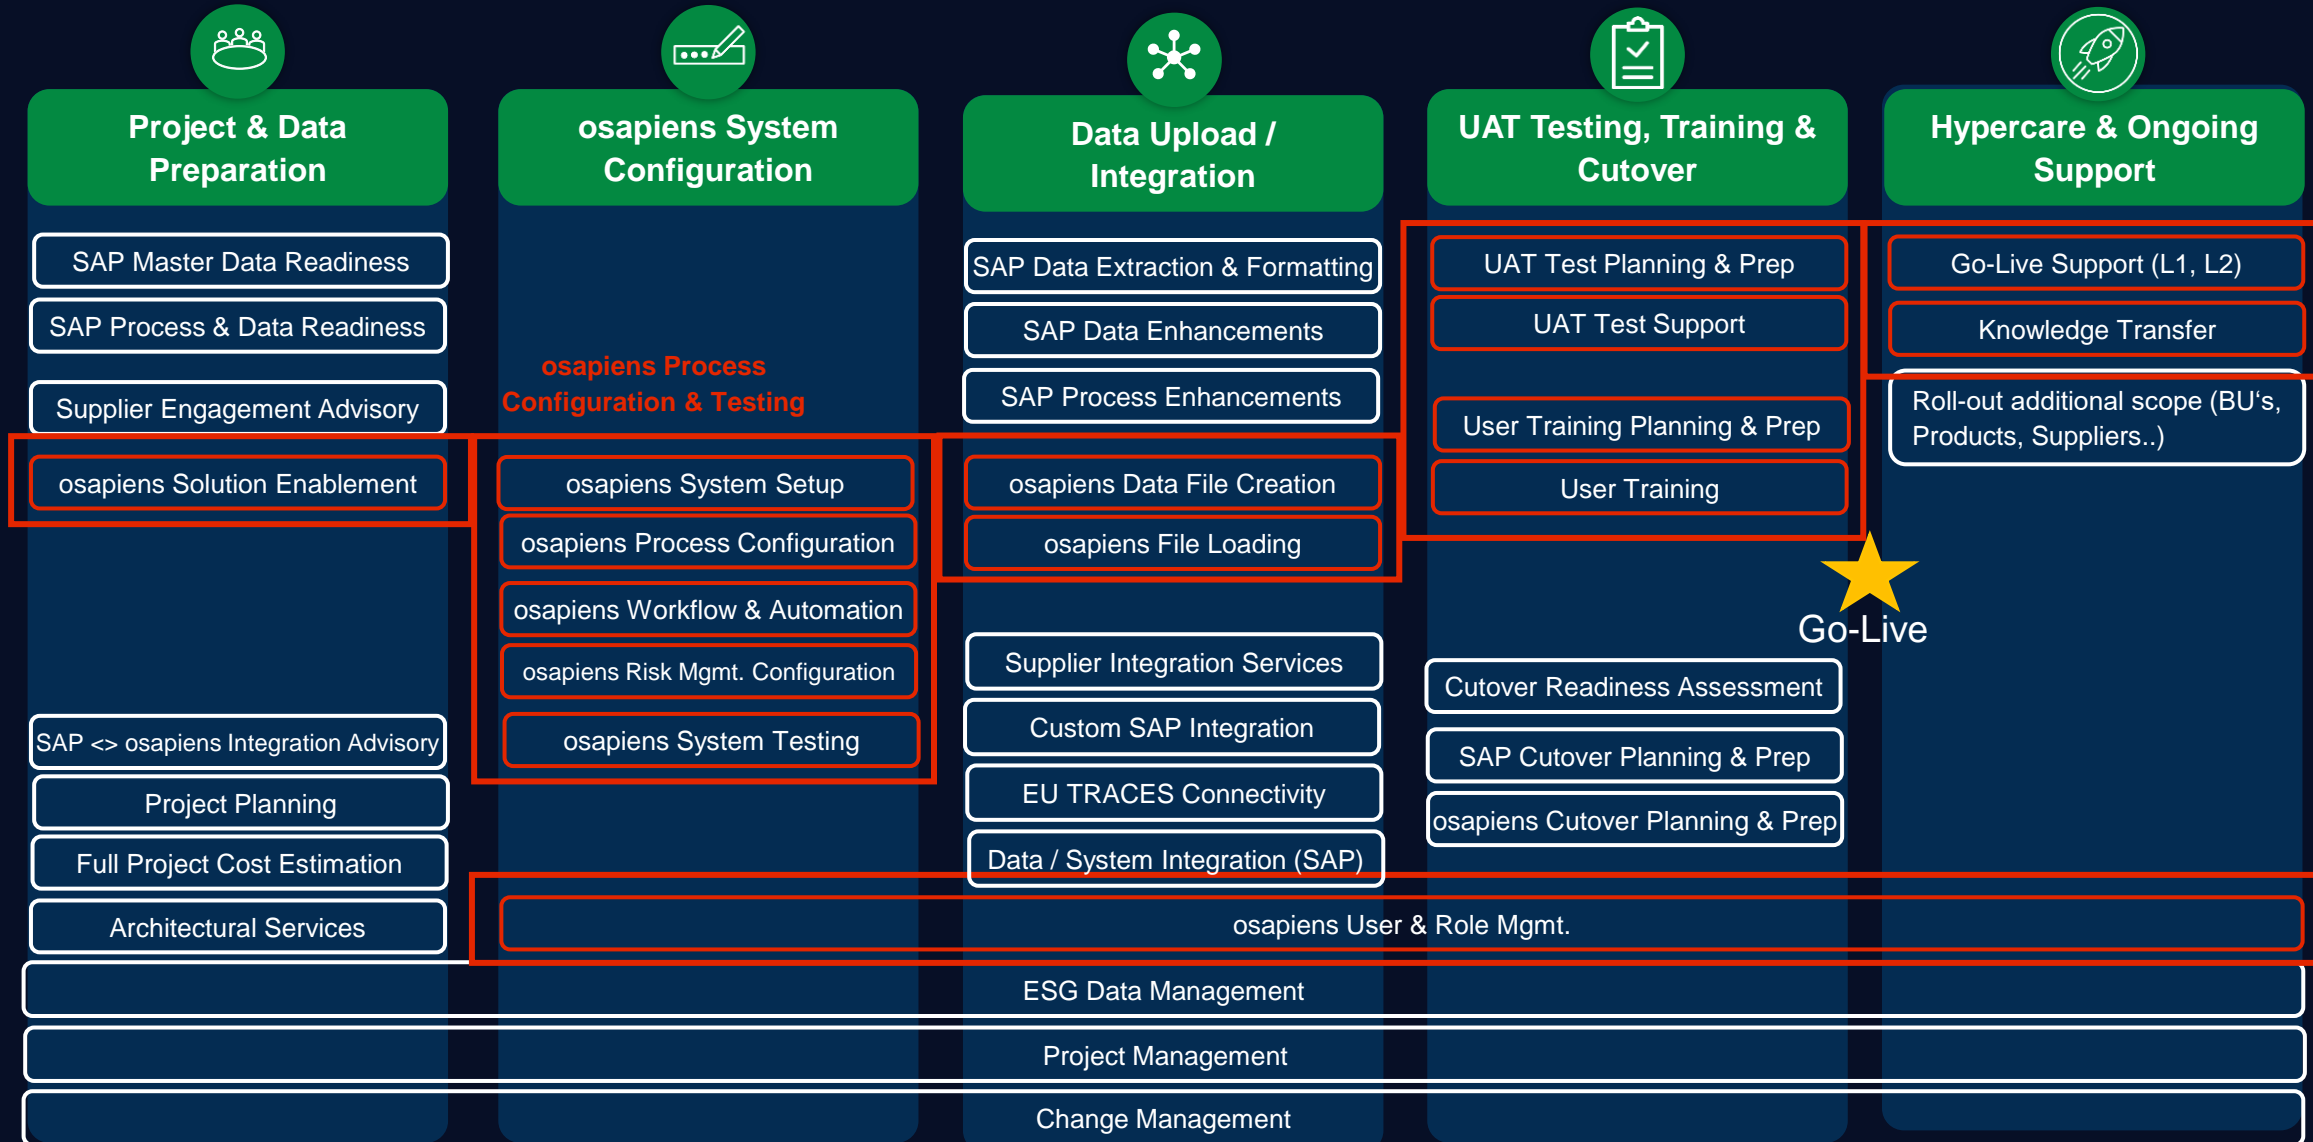 Project & Data
Preparation
SAP Master Data Readiness
SAP Process & Data Readiness
Supplier Engagement Advisory
osapiens Solution Enablement
SAP <> osapiens Integration Advisory
Project Planning
Full Project Cost Estimation
Architectural Services
osapiens System
Configuration
osapiens Process
Configuration & Testing
osapiens System Setup
osapiens Process Configuration
osapiens Workflow & Automation
osapiens Risk Mgmt. Configuration
osapiens System Testing
Data Upload /
Integration
SAP Data Extraction & Formatting
SAP Data Enhancements
SAP Process Enhancements
osapiens Data File Creation
osapiens File Loading
Supplier Integration Services
Custom SAP Integration
EU TRACES Connectivity
Data / System Integration (SAP)
UAT Testing, Training &
Cutover
UAT Test Planning & Prep
UAT Test Support
User Training Planning & Prep
User Training
Go-Live
Cutover Readiness Assessment
SAP Cutover Planning & Prep
osapiens Cutover Planning & Prep
Hypercare & Ongoing
Support
Go-Live Support (L1, L2)
Knowledge Transfer
Roll-out additional scope (BU‘s,
Products, Suppliers..)
osapiens User & Role Mgmt.
ESG Data Management
Project Management
Change Management